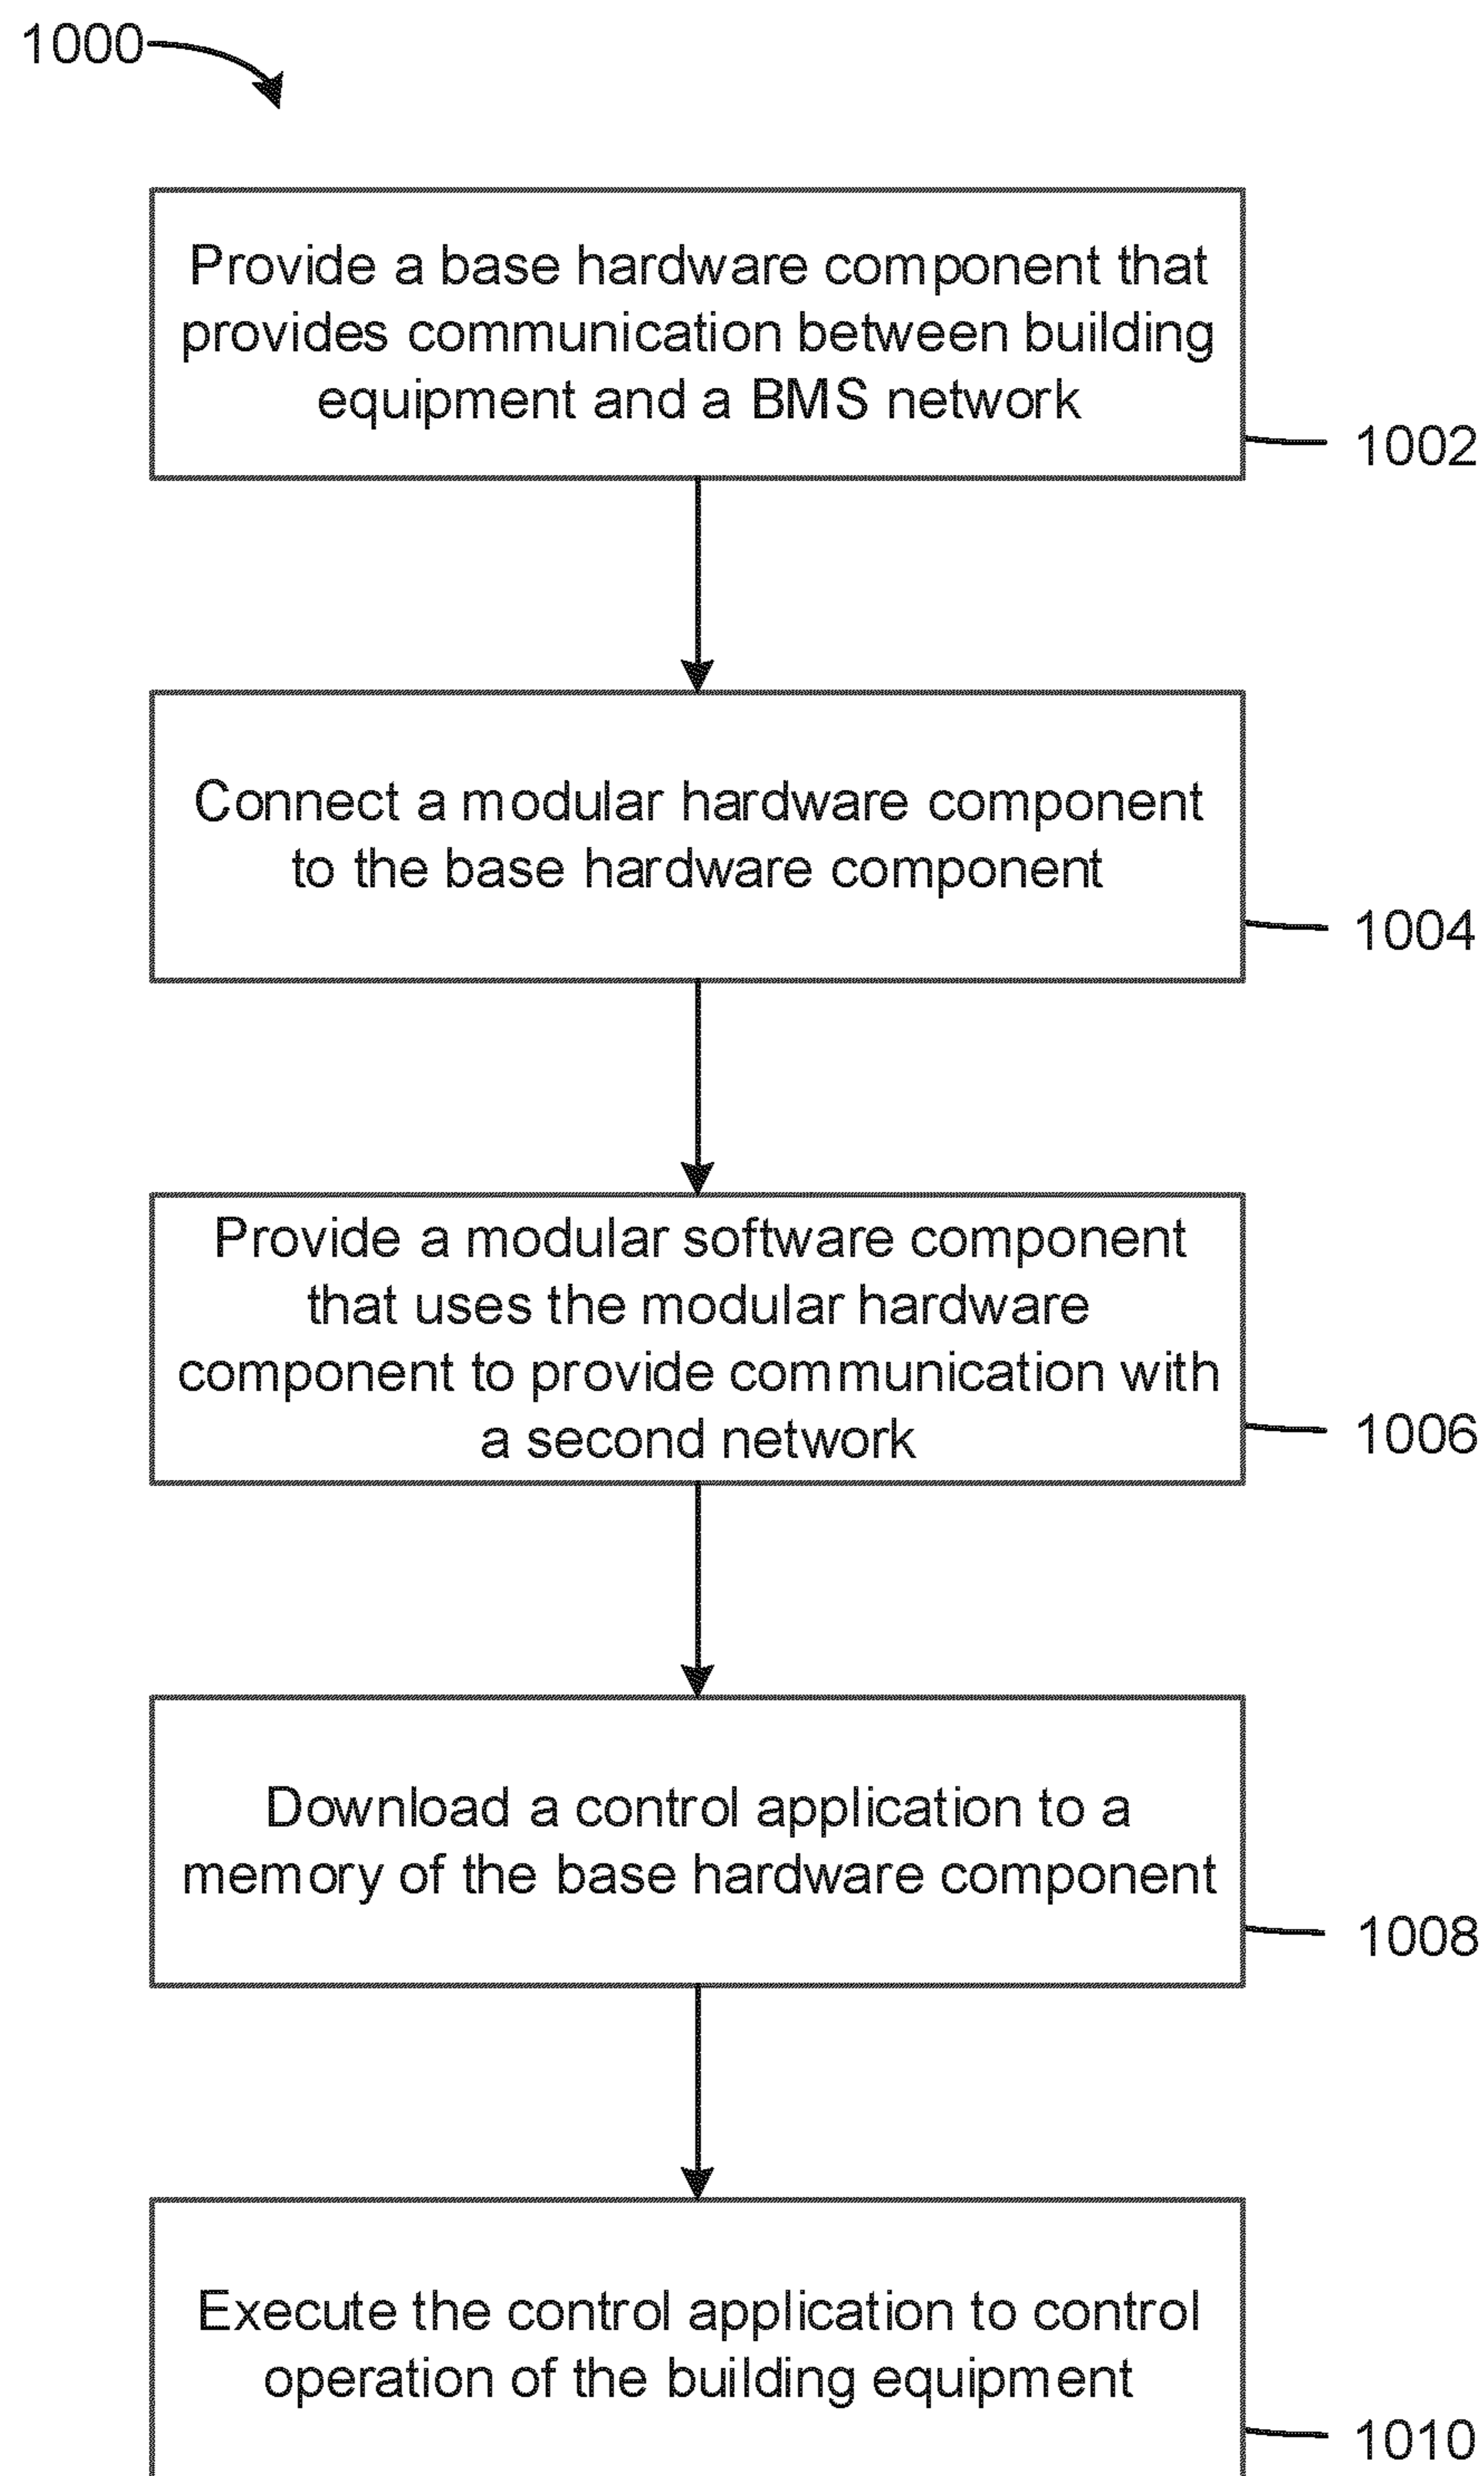 1000
Provide a base hardware component that
provides communication between building
equipment and a BMS network
1002
Connect a modular hardware component
to the base hardware component
1004
Provide a modular software component
that uses the modular hardware
component to provide communication with
a second network
1006
Download a control application to a
memory of the base hardware component
1008
Execute the control application to control
operation of the building equipment
1010